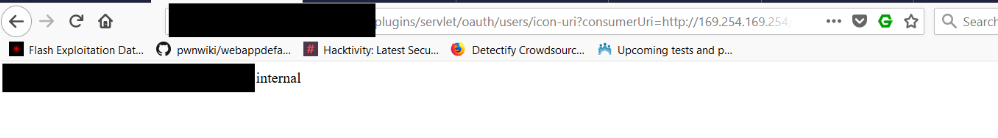 plugins/servlet/oauth/users/icon-uri?consumerUri=http://169.254.169.254
Search
Flash Exploitation Dat... pwnwiki/webappdefa... Hacktivity: Latest Secu... Detectify Crowdsourc... Upcoming tests and p...
internal